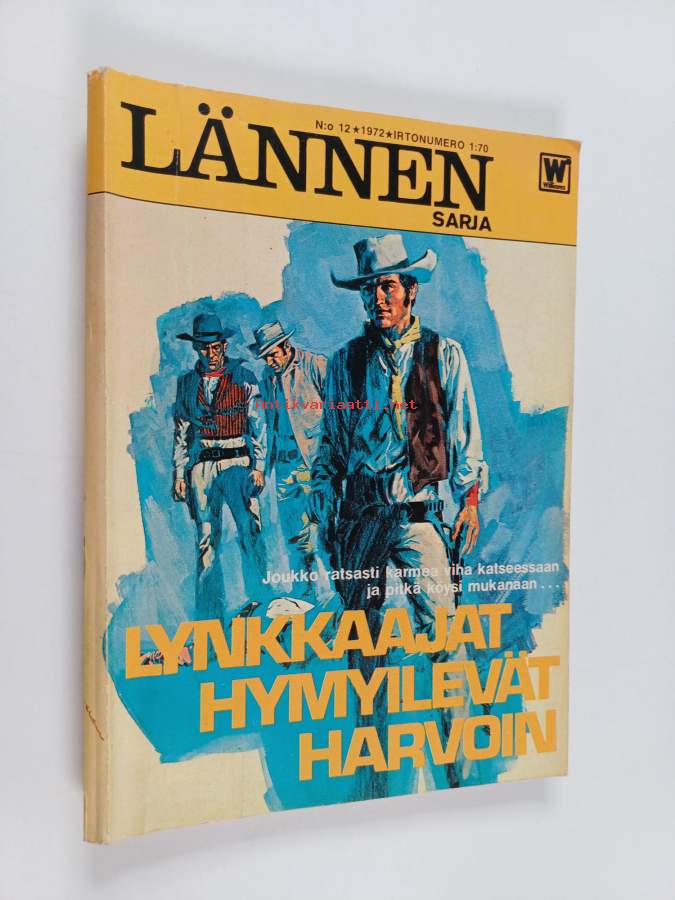 N:o 12★1972★IRTONUMERO 1:70
LÄNNEN
SARJA
W
Williams
antikvariaatti.net
Joukko ratsasti karmea viha katseessaan
ja pitkä köysi mukanaan...
LYNKKAAJAT
HYMYILEVÄT
HARVOIN